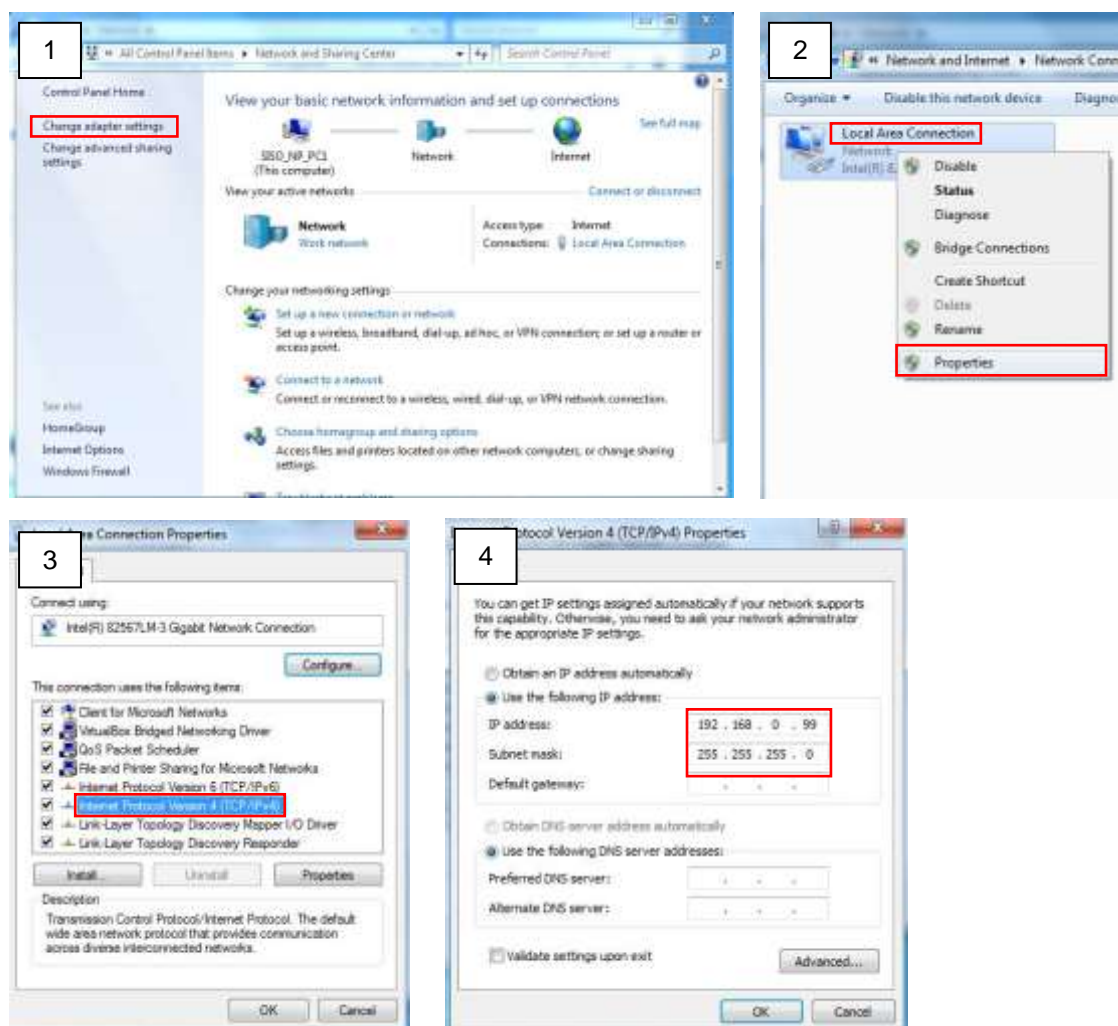 1
All Control Panel Items ▸ Network and Sharing Center
Search Control Panel
Control Panel Home
Change adapter settings
Change advanced sharing
settings
See also
HomeGroup
Internet Options
Windows Firewall
View your basic network information and set up connections
See full map
SISO_NP_PC1
(This computer)
Network
Internet
View your active networks
Connect or disconnect
Network
Work network
Access type: Internet
Connections: Local Area Connection
Change your networking settings
Set up a new connection or network
Set up a wireless, broadband, dial-up, ad hoc, or VPN connection; or set up a router or
access point.
Connect to a network
Connect or reconnect to a wireless, wired, dial-up, or VPN network connection.
Choose homegroup and sharing options
Access files and printers located on other network computers, or change sharing
settings.
Troubleshoot problems
2
Network and Internet ▸ Network Conn
Organize
Disable this network device
Diagno
Local Area Connection
Network
Intel(R) 8
Disable
Status
Diagnose
Bridge Connections
Create Shortcut
Delete
Rename
Properties
3
Area Connection Properties
Connect using:
Intel(R) 82567LM-3 Gigabit Network Connection
Configure...
This connection uses the following items:
Client for Microsoft Networks
VirtualBox Bridged Networking Driver
QoS Packet Scheduler
File and Printer Sharing for Microsoft Networks
Internet Protocol Version 6 (TCP/IPv6)
Internet Protocol Version 4 (TCP/IPv4)
Link-Layer Topology Discovery Mapper I/O Driver
Link-Layer Topology Discovery Responder
Install...
Uninstall
Properties
Description
Transmission Control Protocol/Internet Protocol. The default
wide area network protocol that provides communication
across diverse interconnected networks.
OK
Cancel
4
otocol Version 4 (TCP/IPv4) Properties
You can get IP settings assigned automatically if your network supports
this capability. Otherwise, you need to ask your network administrator
for the appropriate IP settings.
Obtain an IP address automatically
Use the following IP address:
IP address: 192 . 168 . 0 . 99
Subnet mask: 255 . 255 . 255 . 0
Default gateway: . . .
Obtain DNS server address automatically
Use the following DNS server addresses:
Preferred DNS server: . . .
Alternate DNS server: . . .
Validate settings upon exit
Advanced...
OK
Cancel